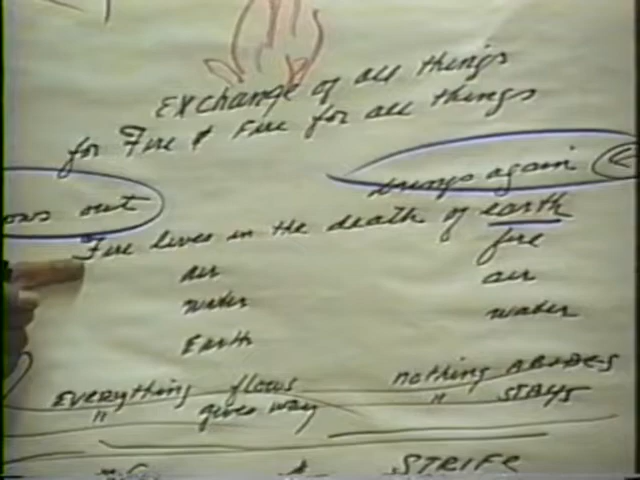 Exchange of all things
for Fire & Fire for all things
brings again
ows out
Fire lives in the death of earth
air fire
water air
Earth water
Everything flows nothing ABIDES
" gives way " STAYS
STRIFE